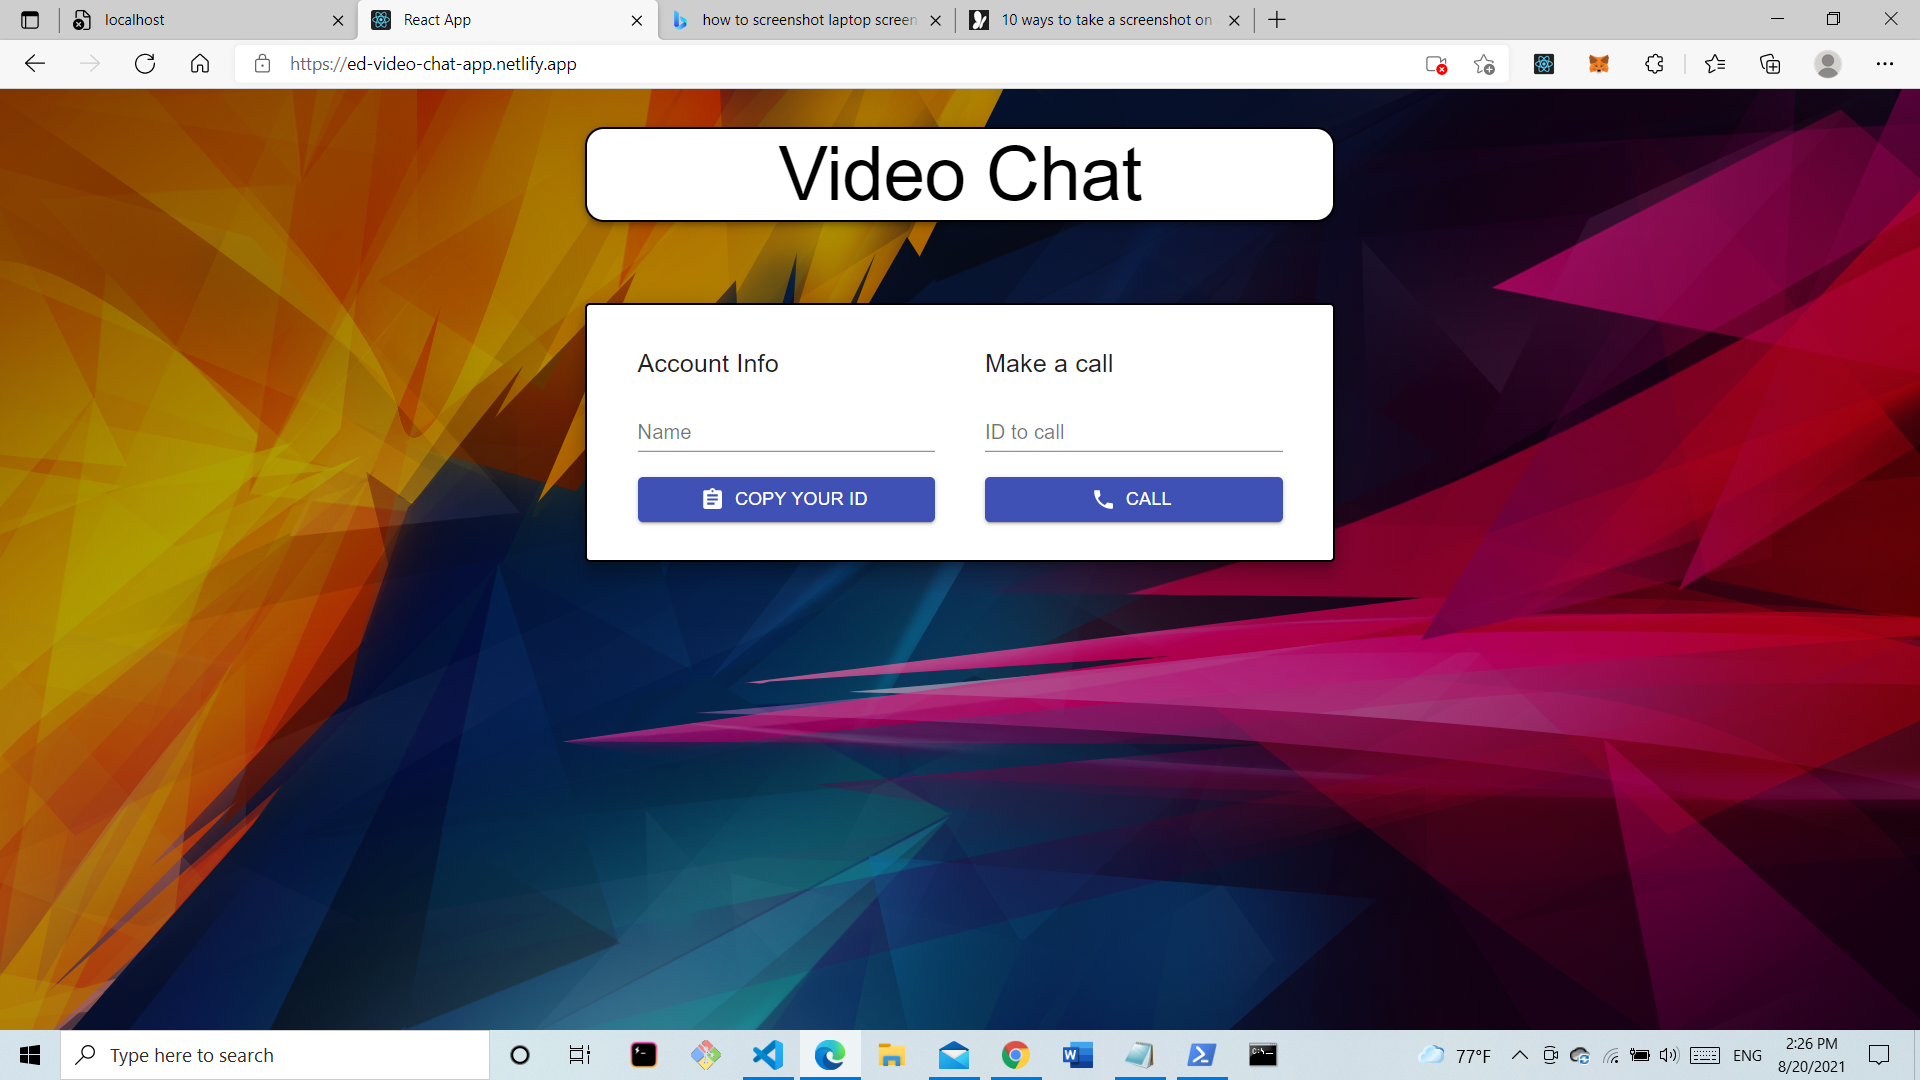 localhost
React App
how to screenshot laptop screen
10 ways to take a screenshot on
https://ed-video-chat-app.netlify.app
Video Chat
Account Info
Make a call
Name
ID to call
COPY YOUR ID
CALL
Type here to search
77°F
ENG
2:26 PM
8/20/2021